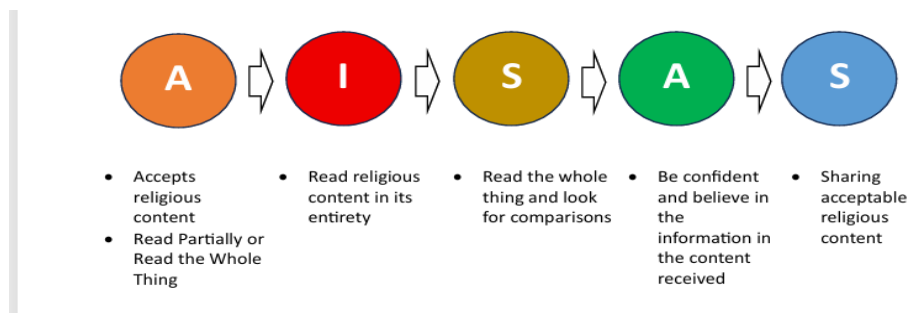 A
I
S
A
S
• Accepts
religious
content
• Read Partially or
Read the Whole
Thing
• Read religious
content in its
entirety
• Read the whole
thing and look
for comparisons
• Be confident
and believe in
the
information in
the content
received
• Sharing
acceptable
religious
content